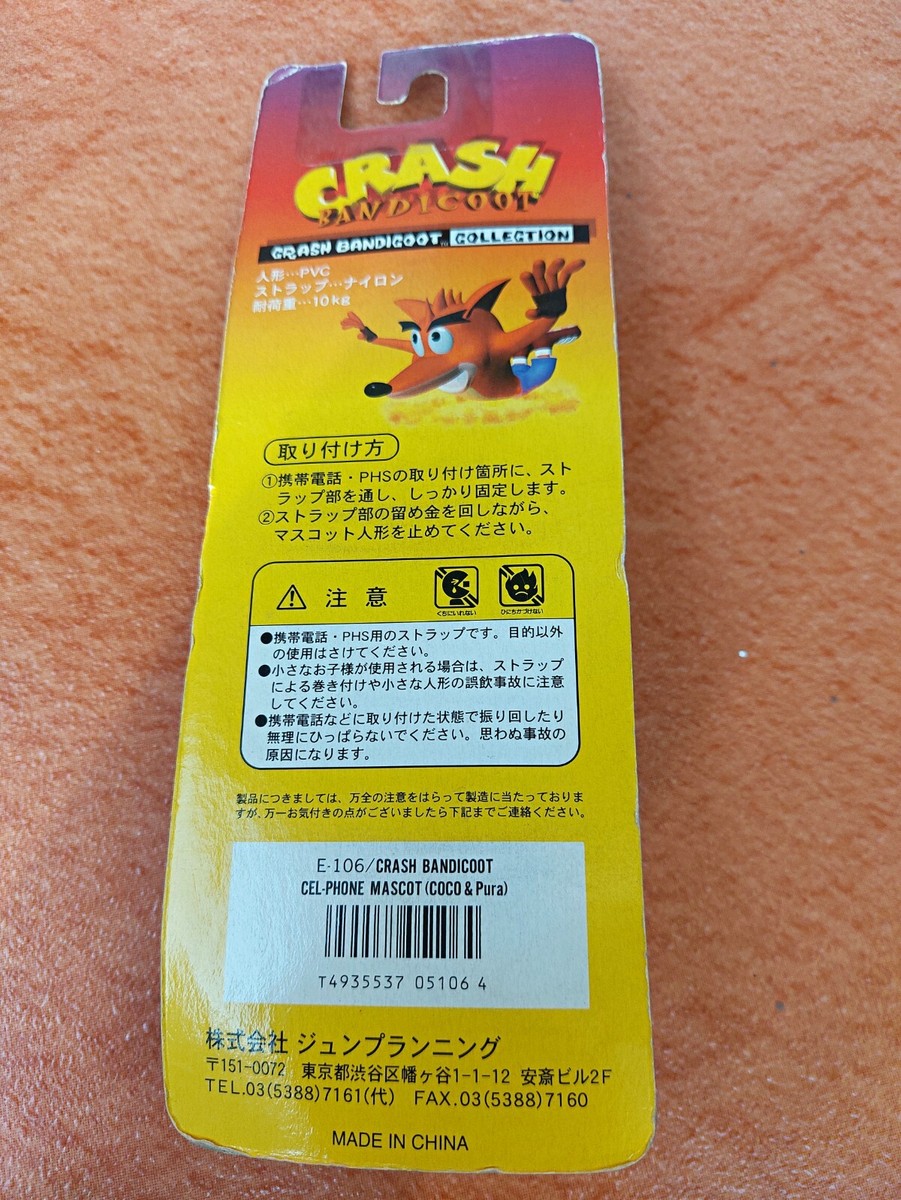 CRASH
BANDICOOT
CRASH BANDICOOT™ COLLECTION
人形…PVC
ストラップ…ナイロン
耐荷重…10kg
取り付け方
①携帯電話・PHSの取り付け箇所に、スト
ラップ部を通し、しっかり固定します。
②ストラップ部の留め金を回しながら、
マスコット人形を止めてください。
注意
くちにいれない
ひにちかづけない
●携帯電話・PHS用のストラップです。目的以外
の使用はさけてください。
●小さなお子様が使用される場合は、ストラップ
による巻き付けや小さな人形の誤飲事故に注意
してください。
●携帯電話などに取り付けた状態で振り回したり
無理にひっぱらないでください。思わぬ事故の
原因になります。
製品につきましては、万全の注意をはらって製造に当たっておりま
すが、万一お気付きの点がございましたら下記までご連絡ください。
E-106/CRASH BANDICOOT
CEL-PHONE MASCOT(COCO & Pura)
T4935537 05106 4
株式会社 ジュンプランニング
〒151-0072 東京都渋谷区幡ヶ谷1-1-12 安斎ビル2F
TEL.03(5388)7161(代) FAX.03(5388)7160
MADE IN CHINA